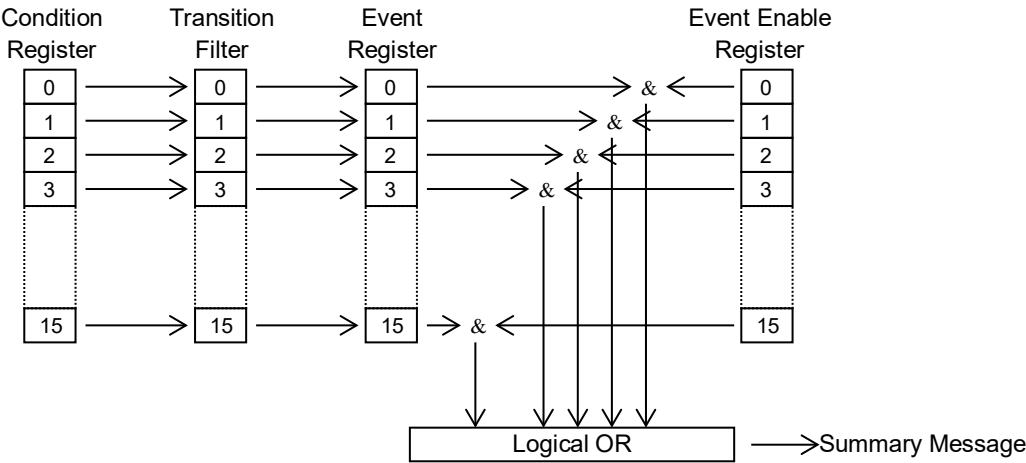 Condition Transition Event Event Enable
Register Filter Register Register
0 0 0 & 0
1 1 1 & 1
2 2 2 & 2
3 3 3 & 3
15 15 15 & 15
Logical OR Summary Message